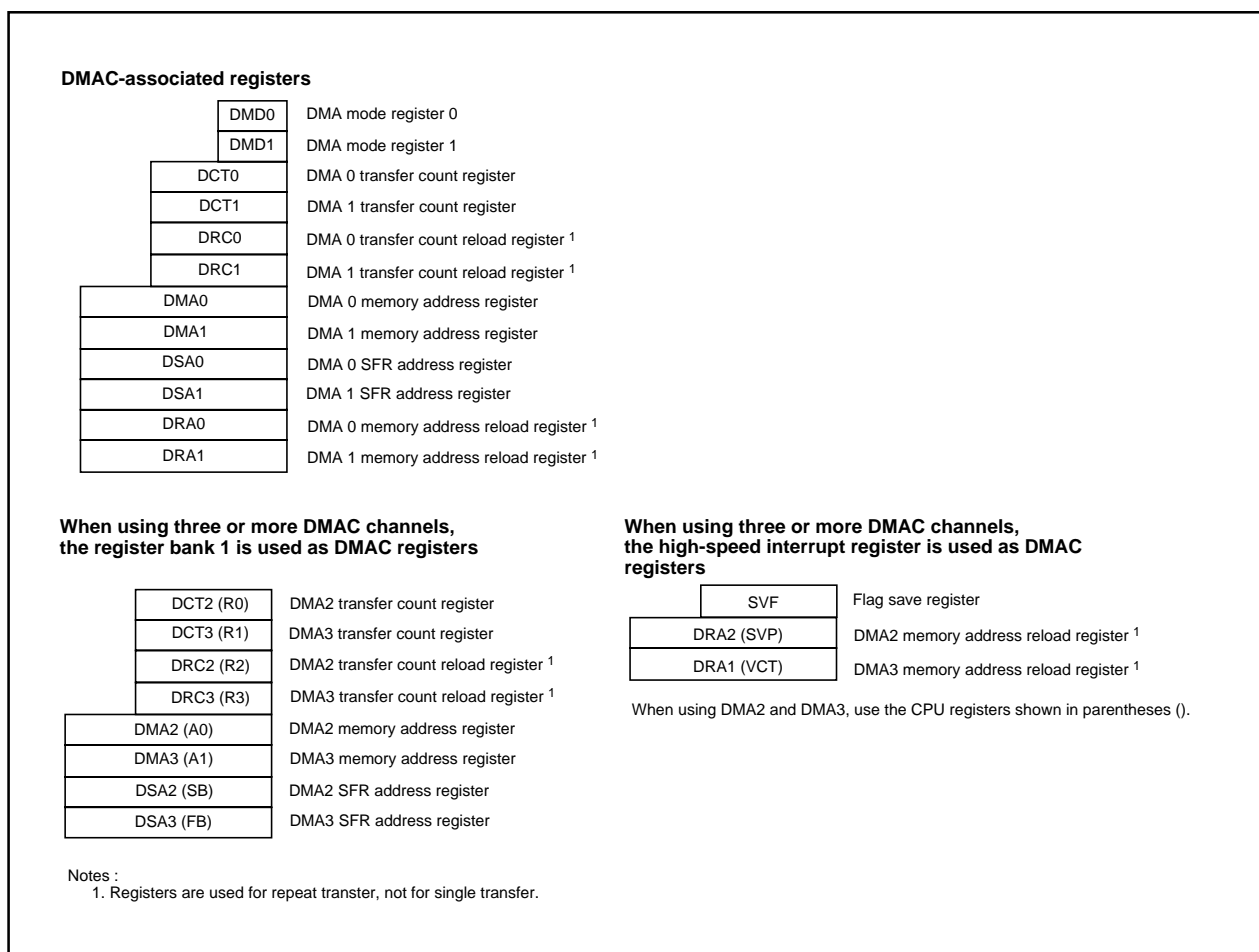 DMAC-associated registers
DMD0 DMA mode register 0
DMD1 DMA mode register 1
DCT0 DMA 0 transfer count register
DCT1 DMA 1 transfer count register
DRC0 DMA 0 transfer count reload register 1
DRC1 DMA 1 transfer count reload register 1
DMA0 DMA 0 memory address register
DMA1 DMA 1 memory address register
DSA0 DMA 0 SFR address register
DSA1 DMA 1 SFR address register
DRA0 DMA 0 memory address reload register 1
DRA1 DMA 1 memory address reload register 1
When using three or more DMAC channels,
the register bank 1 is used as DMAC registers
DCT2 (R0) DMA2 transfer count register
DCT3 (R1) DMA3 transfer count register
DRC2 (R2) DMA2 transfer count reload register 1
DRC3 (R3) DMA3 transfer count reload register 1
DMA2 (A0) DMA2 memory address register
DMA3 (A1) DMA3 memory address register
DSA2 (SB) DMA2 SFR address register
DSA3 (FB) DMA3 SFR address register
When using three or more DMAC channels,
the high-speed interrupt register is used as DMAC
registers
SVF Flag save register
DRA2 (SVP) DMA2 memory address reload register 1
DRA1 (VCT) DMA3 memory address reload register 1
When using DMA2 and DMA3, use the CPU registers shown in parentheses ().
Notes :
1. Registers are used for repeat transter, not for single transfer.